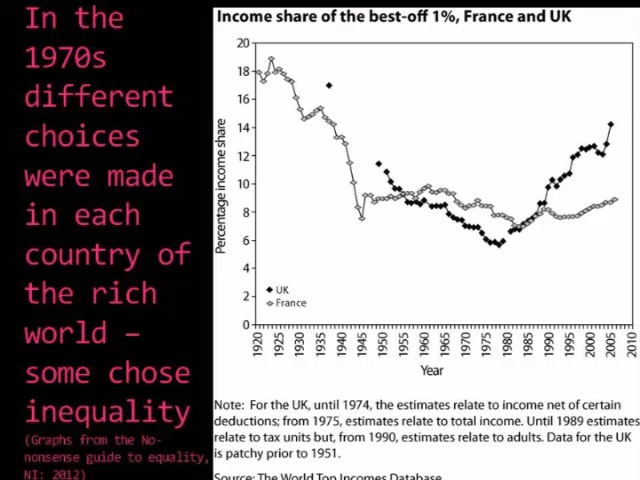 In the
1970s
different
choices
were made
in each
country of
the rich
world –
some chose
inequality
(Graphs from the No-
nonsense guide to equality,
NI: 2012)
Income share of the best-off 1%, France and UK
Percentage income share
20
18
16
14
12
10
8
6
4
2
0
UK
France
1920
1925
1930
1935
1940
1945
1950
1955
1960
1965
1970
1975
1980
1985
1990
1995
2000
2005
2010
Year
Note: For the UK, until 1974, the estimates relate to income net of certain
deductions; from 1975, estimates relate to total income. Until 1989 estimates
relate to tax units but, from 1990, estimates relate to adults. Data for the UK
is patchy prior to 1951.
Source: The World Top Incomes Database